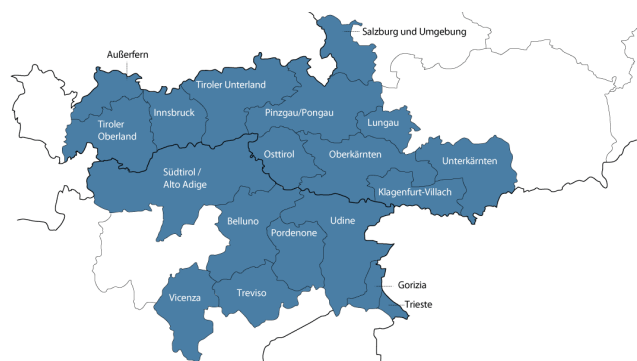 Salzburg und Umgebung
Außerfern
Tiroler Unterland
Tiroler
Oberland
Innsbruck
Pinzgau/Pongau
Lungau
Osttirol
Oberkärnten
Unterkärnten
Südtirol /
Alto Adige
Klagenfurt-Villach
Belluno
Udine
Pordenone
Gorizia
Vicenza
Treviso
Trieste